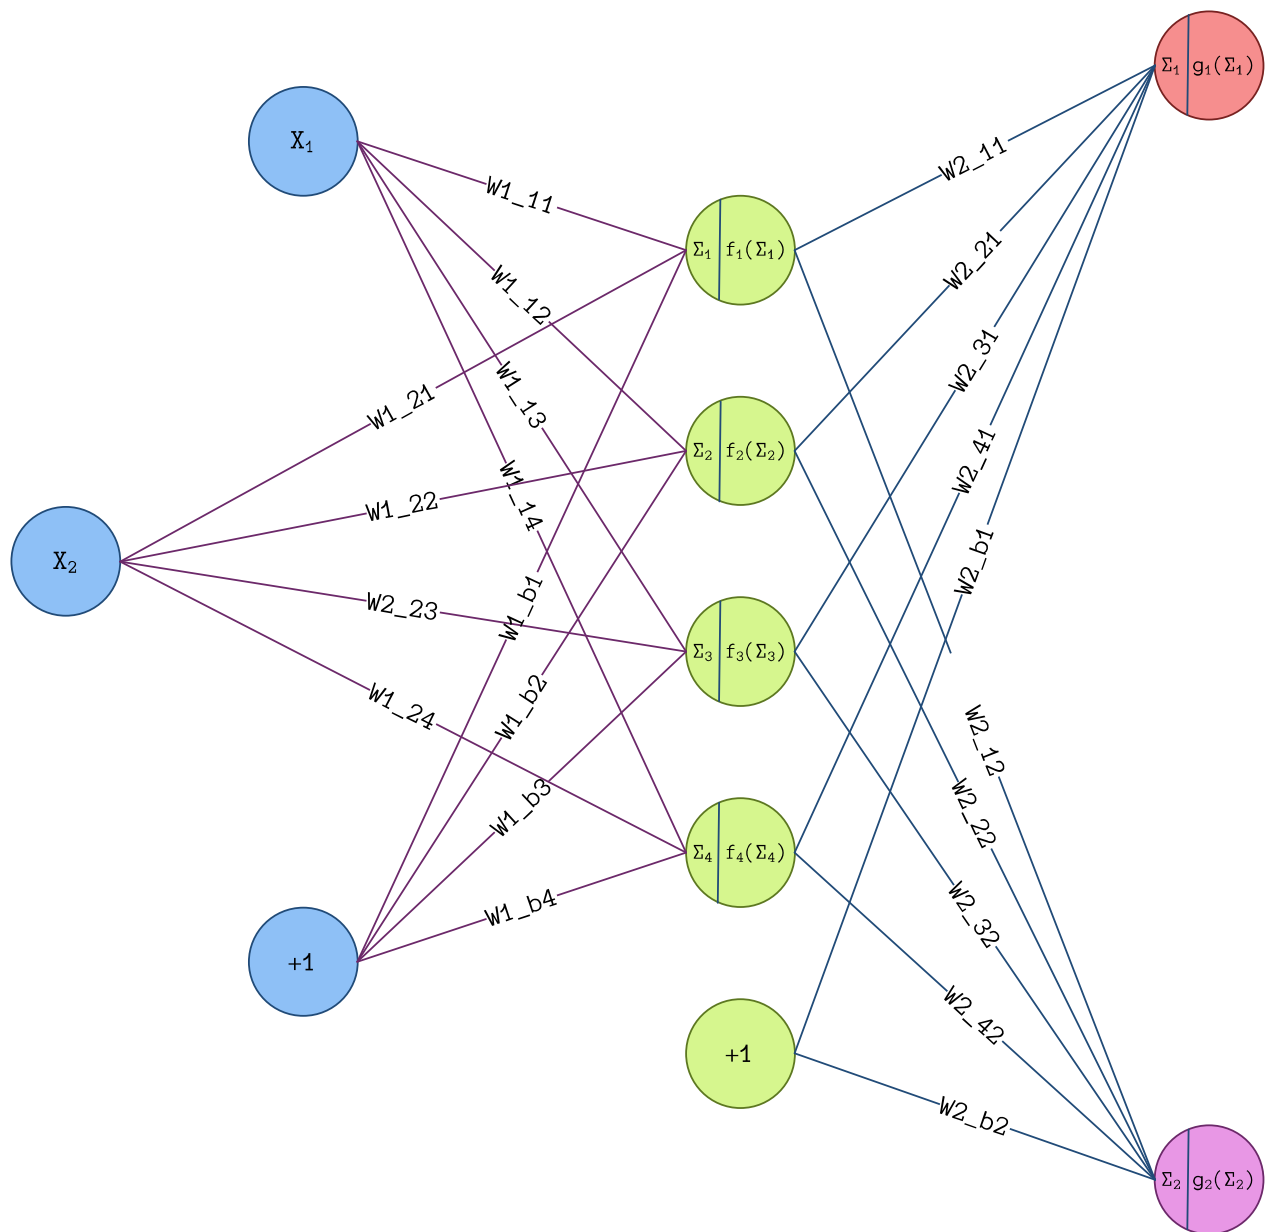 X₁
X₂
+1
W1_11
W1_12
W1_13
W1_14
W1_21
W1_22
W2_23
W1_24
W1_b1
W1_b2
W1_b3
W1_b4
Σ₁ f₁(Σ₁)
Σ₂ f₂(Σ₂)
Σ₃ f₃(Σ₃)
Σ₄ f₄(Σ₄)
+1
W2_11
W2_21
W2_31
W2_41
W2_b1
W2_12
W2_22
W2_32
W2_42
W2_b2
Σ₁ g₁(Σ₁)
Σ₂ g₂(Σ₂)